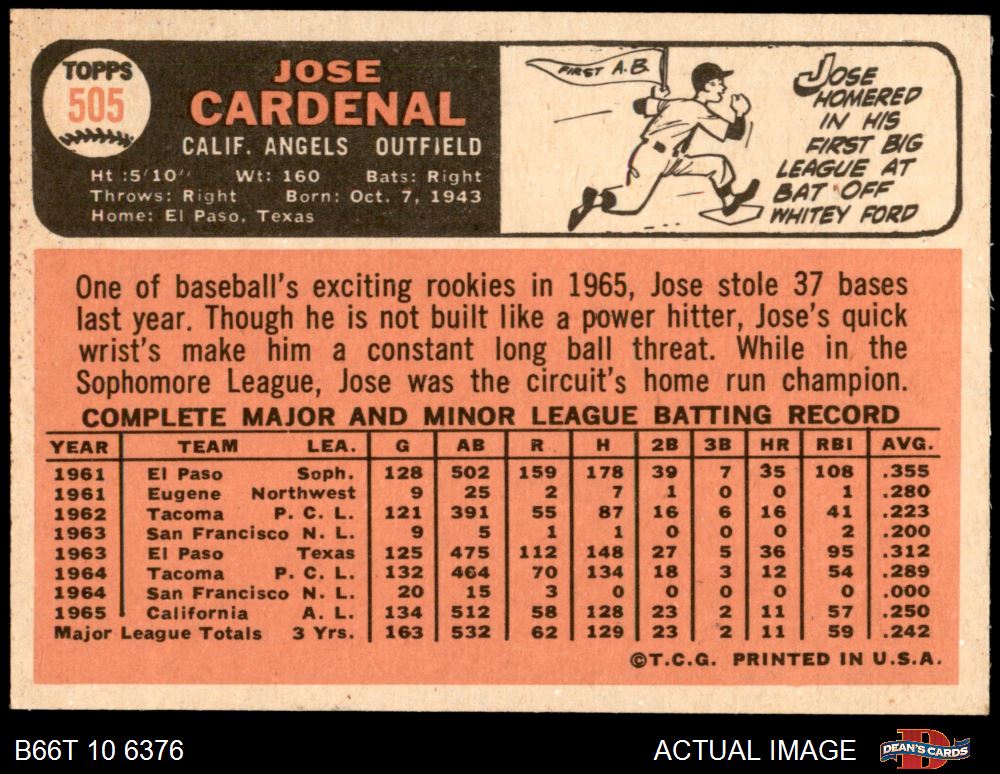 TOPPS
505
JOSE
CARDENAL
CALIF. ANGELS OUTFIELD
Ht :5'10'' Wt: 160 Bats: Right
Throws: Right Born: Oct. 7, 1943
Home: El Paso, Texas
FIRST A.B.
JOSE
HOMERED
IN HIS
FIRST BIG
LEAGUE AT
BAT OFF
WHITEY FORD
One of baseball's exciting rookies in 1965, Jose stole 37 bases
last year. Though he is not built like a power hitter, Jose's quick
wrist's make him a constant long ball threat. While in the
Sophomore League, Jose was the circuit's home run champion.
COMPLETE MAJOR AND MINOR LEAGUE BATTING RECORD
YEAR TEAM LEA. G AB R H 2B 3B HR RBI AVG.
1961 El Paso Soph. 128 502 159 178 39 7 35 108 .355
1961 Eugene Northwest 9 25 2 7 1 0 0 1 .280
1962 Tacoma P. C. L. 121 391 55 87 16 6 16 41 .223
1963 San Francisco N. L. 9 5 1 1 0 0 0 2 .200
1963 El Paso Texas 125 475 112 148 27 5 36 95 .312
1964 Tacoma P. C. L. 132 464 70 134 18 3 12 54 .289
1964 San Francisco N. L. 20 15 3 0 0 0 0 0 .000
1965 California A. L. 134 512 58 128 23 2 11 57 .250
Major League Totals 3 Yrs. 163 532 62 129 23 2 11 59 .242
©T.C.G. PRINTED IN U.S.A.
B66T 10 6376
ACTUAL IMAGE
DEAN'S CARDS